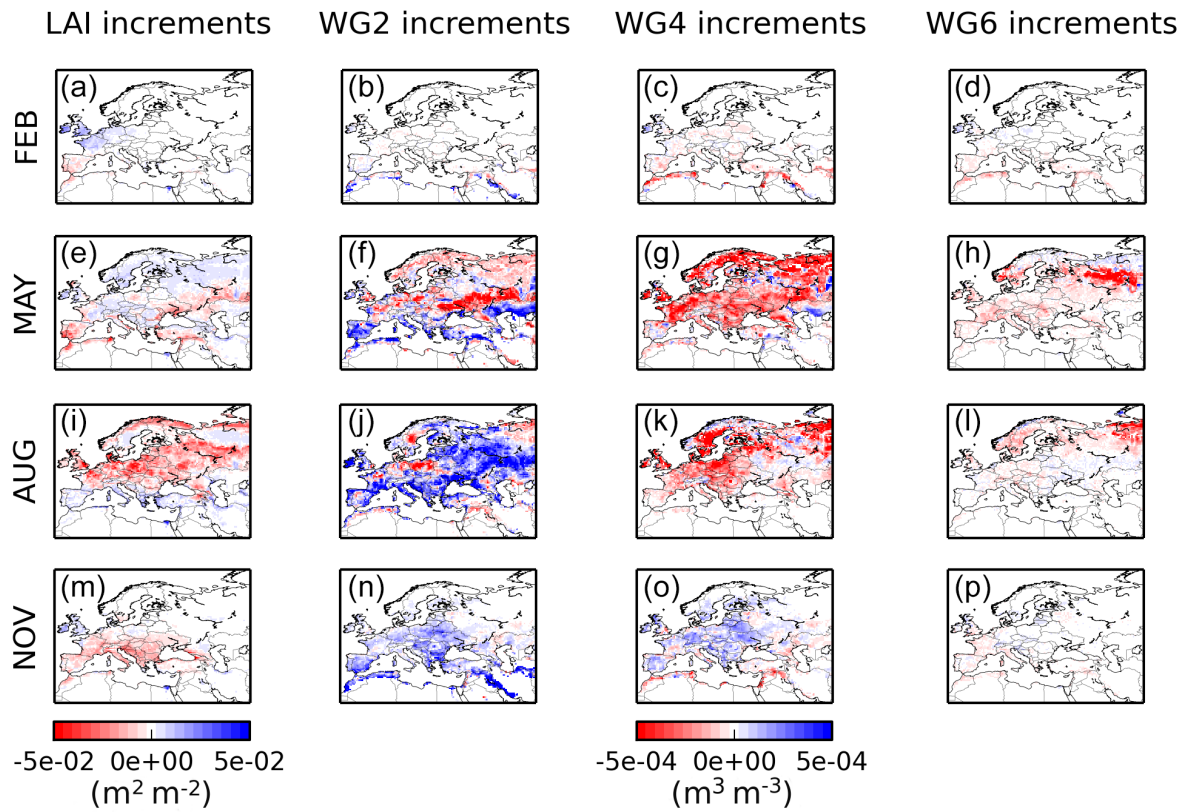 LAI increments WG2 increments WG4 increments WG6 increments
FEB (a) (b) (c) (d)
MAY (e) (f) (g) (h)
AUG (i) (j) (k) (l)
NOV (m) (n) (o) (p)
-5e-02 0e+00 5e-02 -5e-04 0e+00 5e-04
(m² m⁻²) (m³ m⁻³)